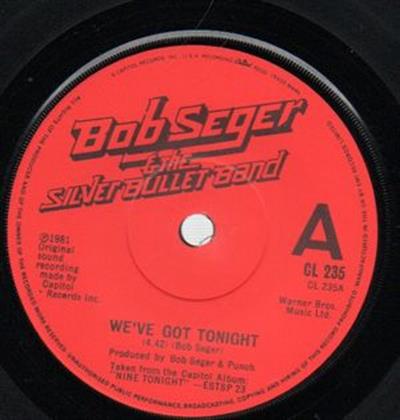 Bob Seger
& THE
SILVER BULLET BAND
A
℗1981
Original
sound
recording
made by
Capitol
Records Inc.
CL 235
CL 235A
Warner Bros.
Music Ltd.
WE'VE GOT TONIGHT
(4.42) (Bob Seger)
Produced by Bob Seger & Punch
Taken from the Capitol Album:
"NINE TONIGHT" — ESTSP 23